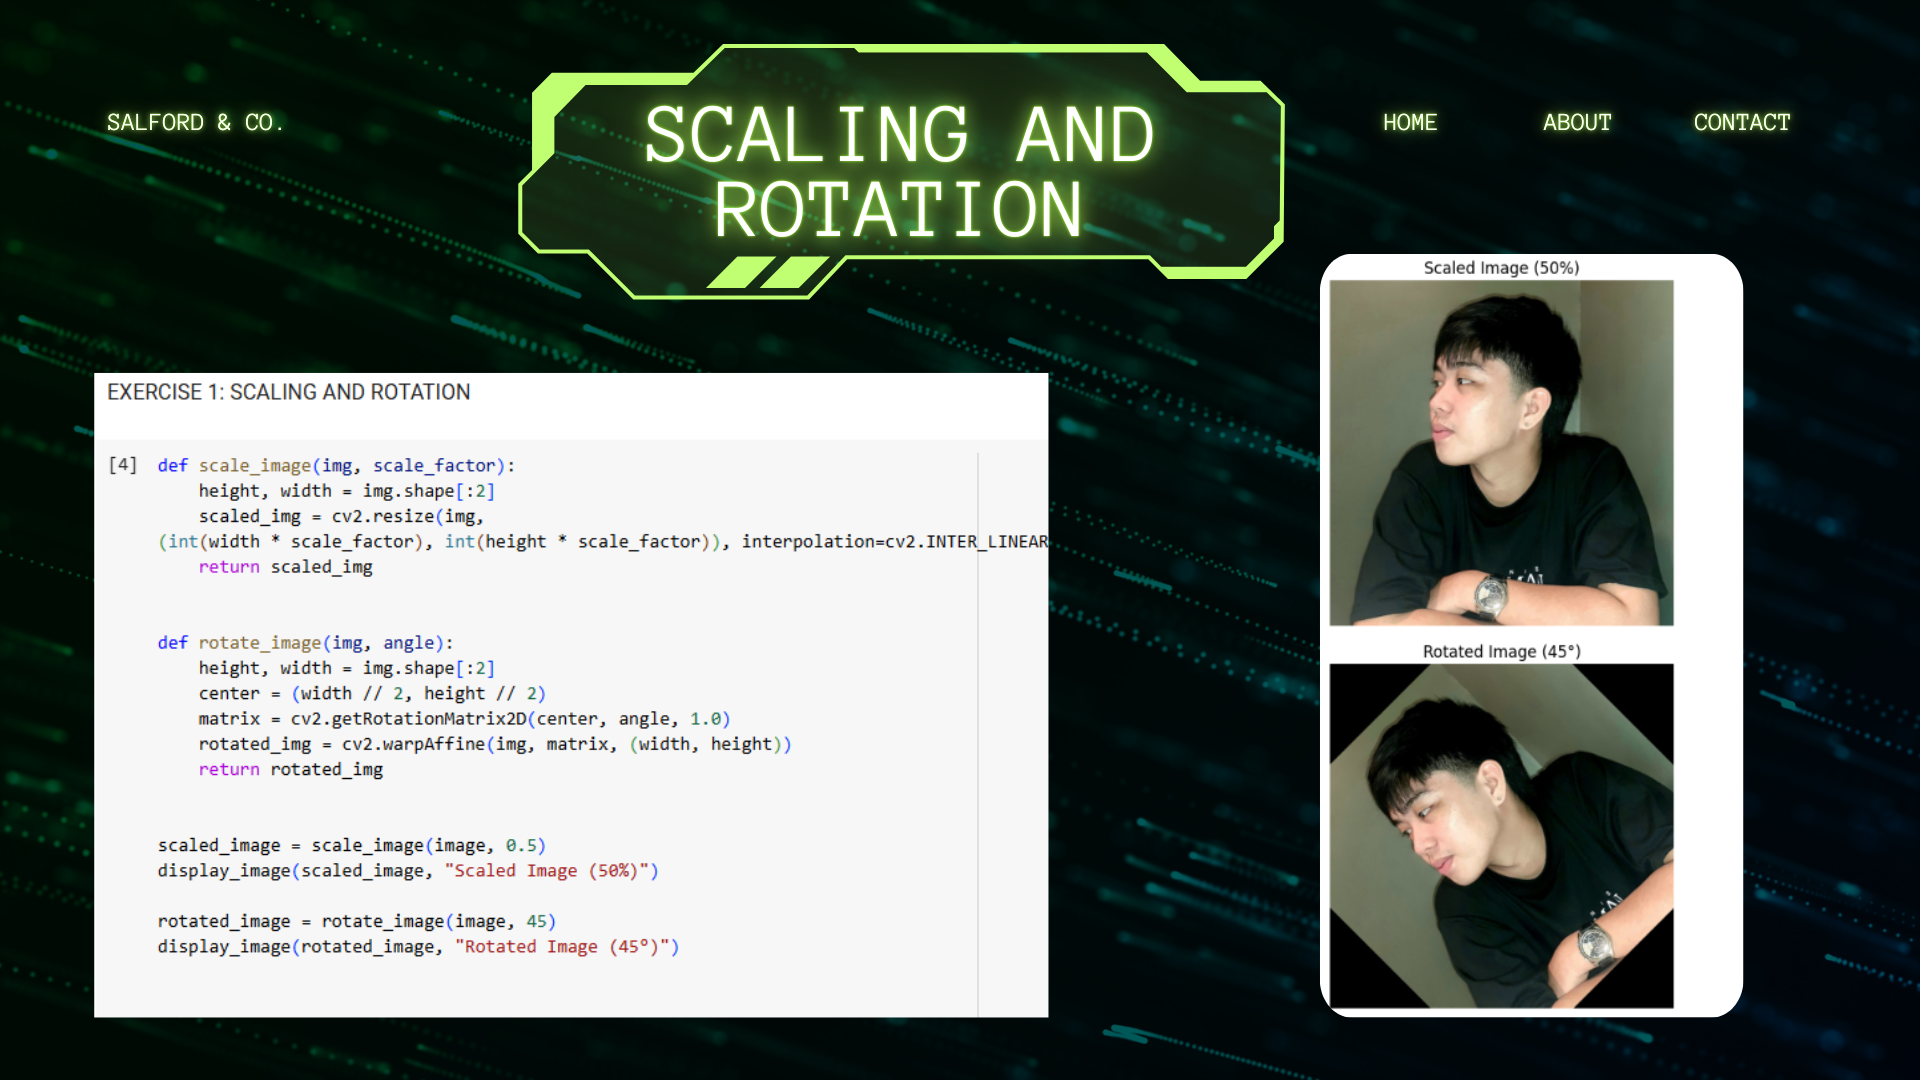 SALFORD & CO.
SCALING AND
ROTATION
HOME
ABOUT
CONTACT
EXERCISE 1: SCALING AND ROTATION
[4] def scale_image(img, scale_factor):
    height, width = img.shape[:2]
    scaled_img = cv2.resize(img,
(int(width * scale_factor), int(height * scale_factor)), interpolation=cv2.INTER_LINEAR
    return scaled_img
def rotate_image(img, angle):
    height, width = img.shape[:2]
    center = (width // 2, height // 2)
    matrix = cv2.getRotationMatrix2D(center, angle, 1.0)
    rotated_img = cv2.warpAffine(img, matrix, (width, height))
    return rotated_img
scaled_image = scale_image(image, 0.5)
display_image(scaled_image, "Scaled Image (50%)")
rotated_image = rotate_image(image, 45)
display_image(rotated_image, "Rotated Image (45°)")
Scaled Image (50%)
Rotated Image (45°)